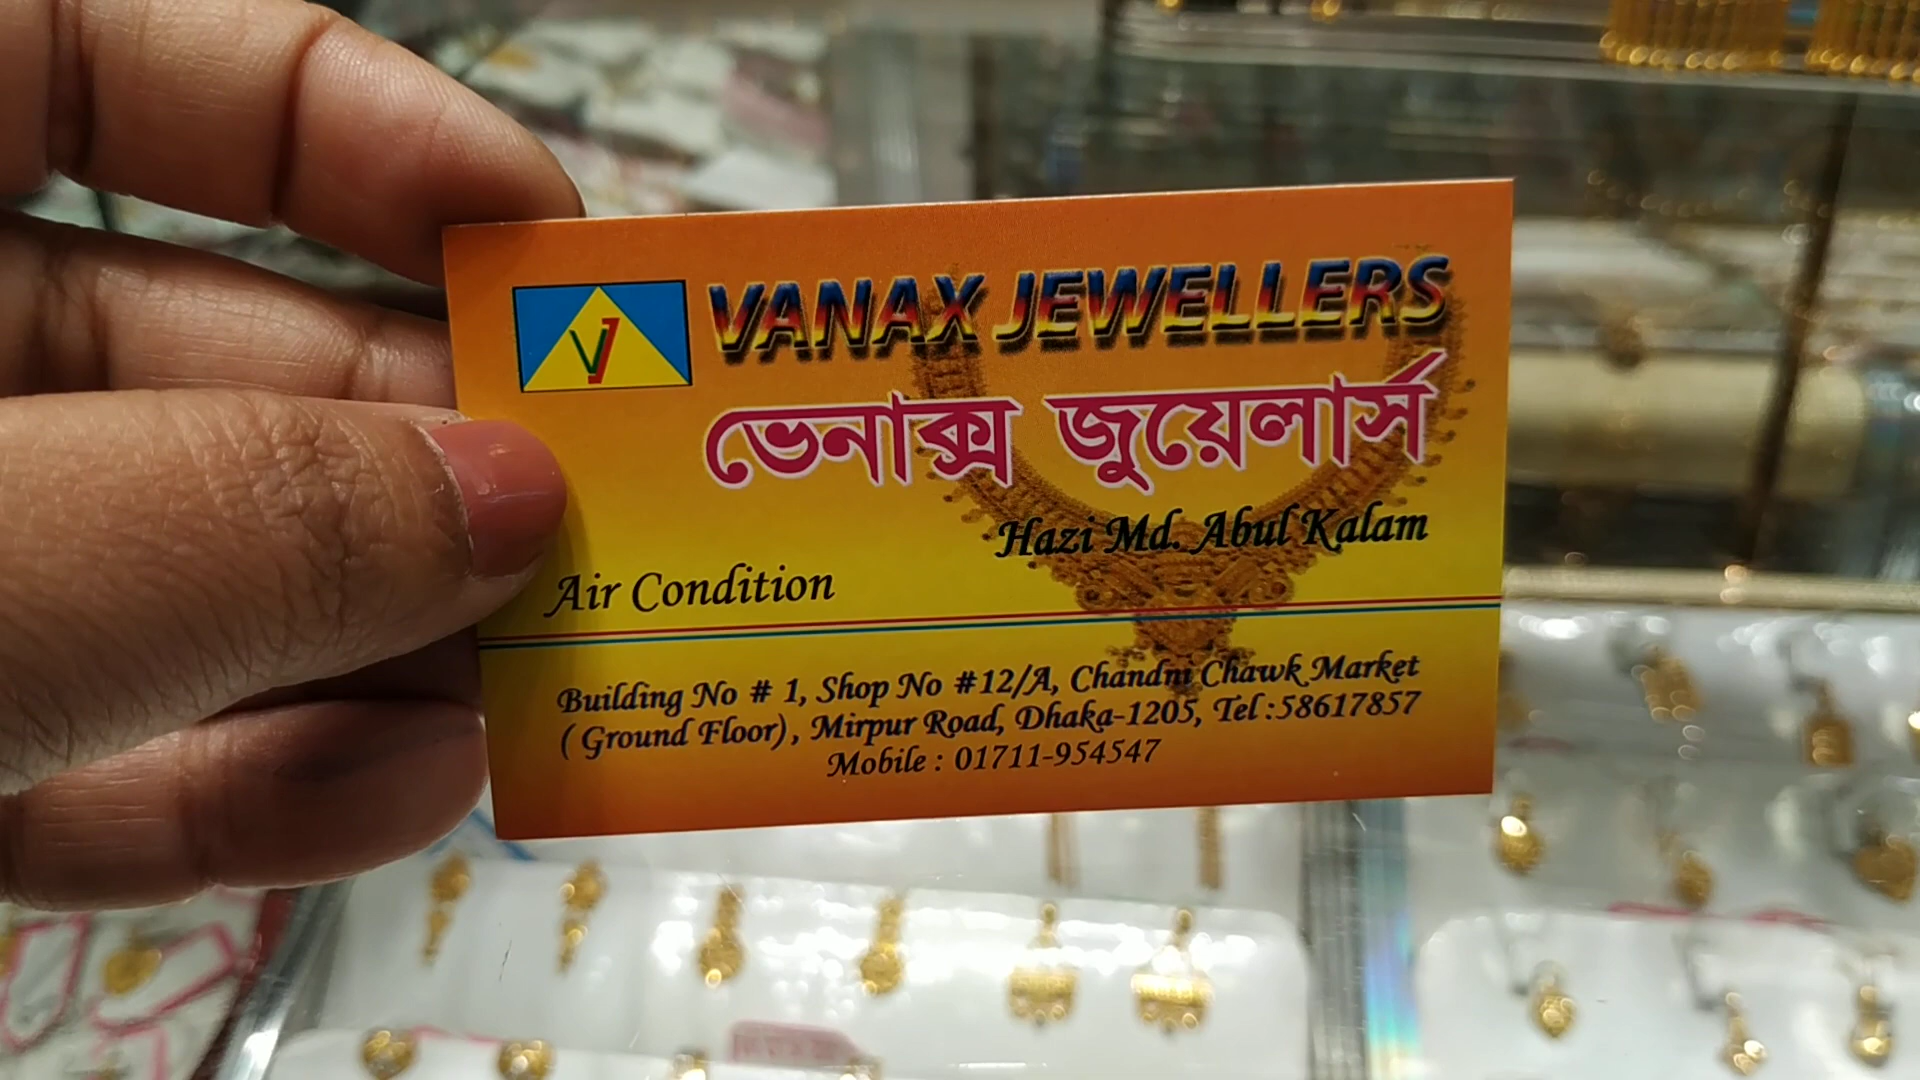 VJ
VANAX JEWELLERS
ভেনাক্স জুয়েলার্স
Hazi Md. Abul Kalam
Air Condition
Building No # 1, Shop No #12/A, Chandni Chawk Market
( Ground Floor), Mirpur Road, Dhaka-1205, Tel :58617857
Mobile : 01711-954547